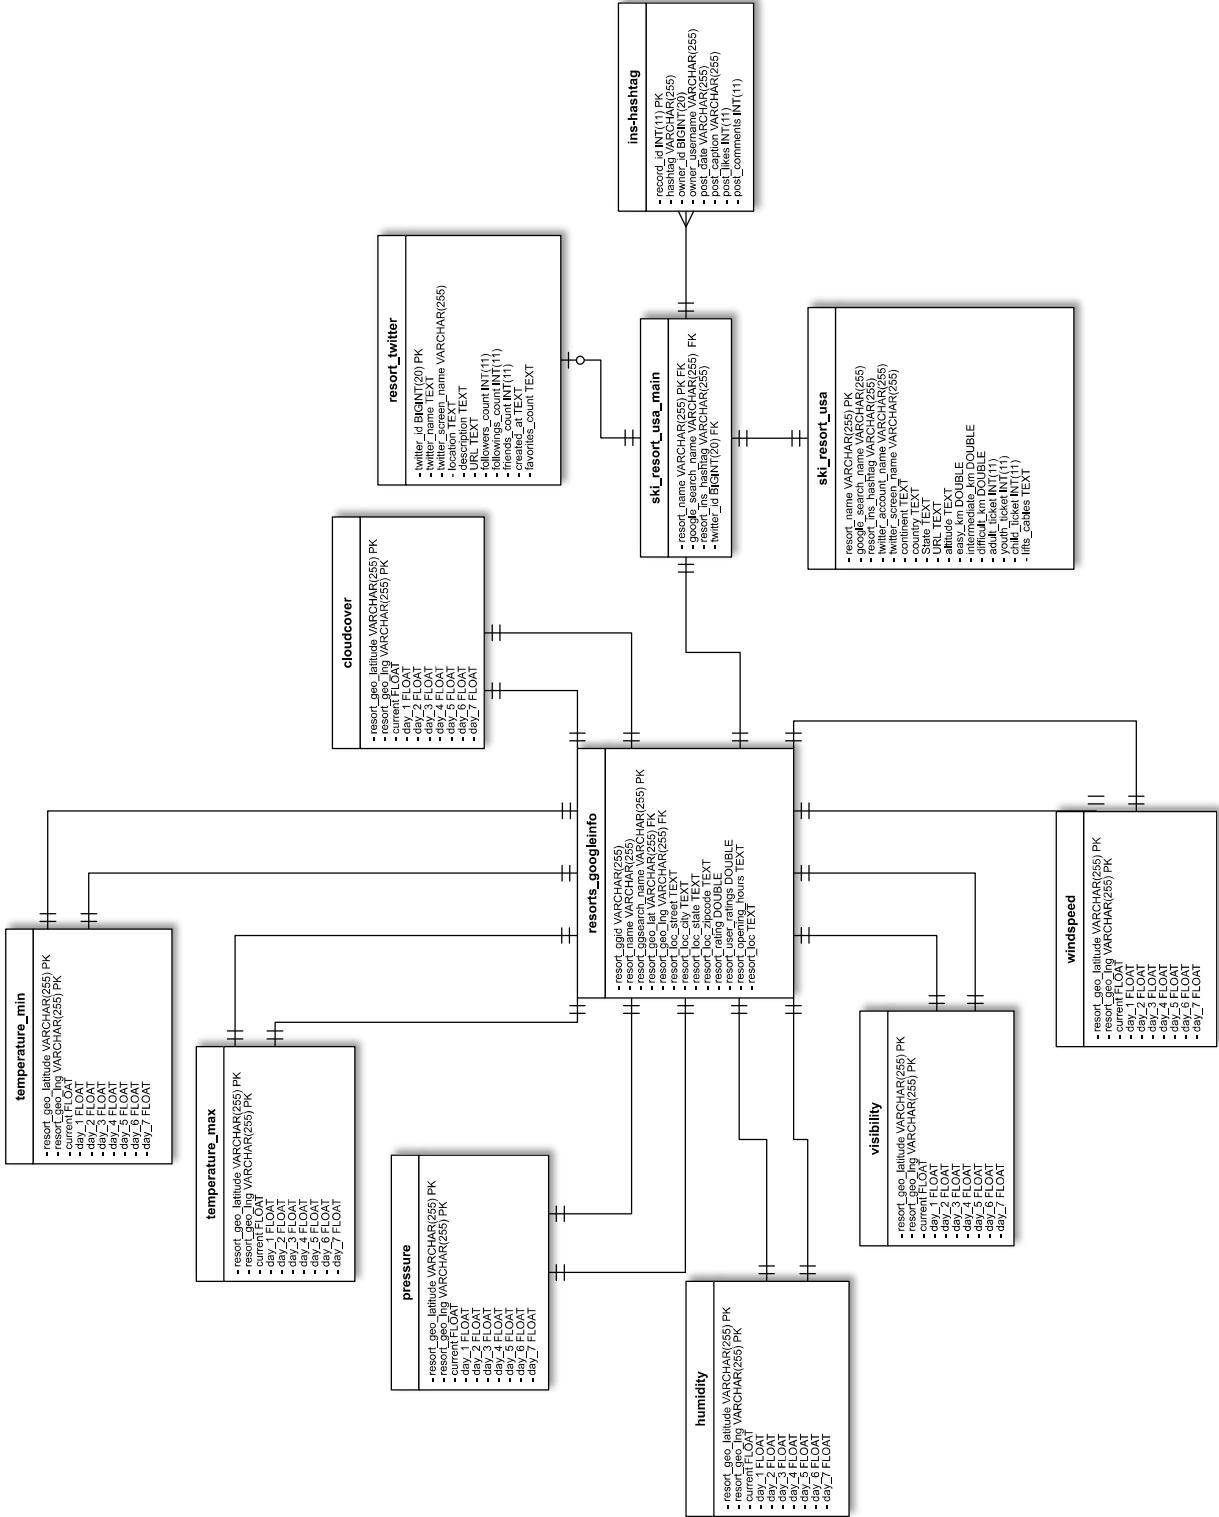 temperature_min
- resort_geo_latitude VARCHAR(255) PK
- resort_geo_lng VARCHAR(255) PK
- current FLOAT
- day_1 FLOAT
- day_2 FLOAT
- day_3 FLOAT
- day_4 FLOAT
- day_5 FLOAT
- day_6 FLOAT
- day_7 FLOAT
temperature_max
- resort_geo_latitude VARCHAR(255) PK
- resort_geo_lng VARCHAR(255) PK
- current FLOAT
- day_1 FLOAT
- day_2 FLOAT
- day_3 FLOAT
- day_4 FLOAT
- day_5 FLOAT
- day_6 FLOAT
- day_7 FLOAT
pressure
- resort_geo_latitude VARCHAR(255) PK
- resort_geo_lng VARCHAR(255) PK
- current FLOAT
- day_1 FLOAT
- day_2 FLOAT
- day_3 FLOAT
- day_4 FLOAT
- day_5 FLOAT
- day_6 FLOAT
- day_7 FLOAT
humidity
- resort_geo_latitude VARCHAR(255) PK
- resort_geo_lng VARCHAR(255) PK
- current FLOAT
- day_1 FLOAT
- day_2 FLOAT
- day_3 FLOAT
- day_4 FLOAT
- day_5 FLOAT
- day_6 FLOAT
- day_7 FLOAT
visibility
- resort_geo_latitude VARCHAR(255) PK
- resort_geo_lng VARCHAR(255) PK
- current FLOAT
- day_1 FLOAT
- day_2 FLOAT
- day_3 FLOAT
- day_4 FLOAT
- day_5 FLOAT
- day_6 FLOAT
- day_7 FLOAT
windspeed
- resort_geo_latitude VARCHAR(255) PK
- resort_geo_lng VARCHAR(255) PK
- current FLOAT
- day_1 FLOAT
- day_2 FLOAT
- day_3 FLOAT
- day_4 FLOAT
- day_5 FLOAT
- day_6 FLOAT
- day_7 FLOAT
resorts_googleinfo
- resort_ggid VARCHAR(255)
- resort_name VARCHAR(255)
- resort_ggsearch_name VARCHAR(255) PK
- resort_geo_lat VARCHAR(255) FK
- resort_geo_lng VARCHAR(255) FK
- resort_loc_street TEXT
- resort_loc_city TEXT
- resort_loc_state TEXT
- resort_loc_zipcode TEXT
- resort_rating DOUBLE
- resort_user_ratings DOUBLE
- resort_opening_hours TEXT
- resort_loc TEXT
cloudcover
- resort_geo_latitude VARCHAR(255) PK
- resort_geo_lng VARCHAR(255) PK
- current FLOAT
- day_1 FLOAT
- day_2 FLOAT
- day_3 FLOAT
- day_4 FLOAT
- day_5 FLOAT
- day_6 FLOAT
- day_7 FLOAT
resort_twitter
- twitter_id BIGINT(20) PK
- twitter_name TEXT
- twitter_screen_name VARCHAR(255)
- location TEXT
- description TEXT
- URL TEXT
- followers_count INT(11)
- followings_count INT(11)
- friends_count INT(11)
- created_at TEXT
- favorites_count TEXT
ski_resort_usa_main
- resort_name VARCHAR(255) PK FK
- google_search_name VARCHAR(255) FK
- resort_ins_hashtag VARCHAR(255)
- twitter_id BIGINT(20) FK
ski_resort_usa
- resort_name VARCHAR(255) PK
- google_search_name VARCHAR(255)
- resort_ins_hashtag VARCHAR(255)
- twitter_account_name VARCHAR(255)
- twitter_screen_name VARCHAR(255)
- continent TEXT
- country TEXT
- State TEXT
- URL TEXT
- altitude TEXT
- easy_km DOUBLE
- intermediate_km DOUBLE
- difficult_km DOUBLE
- adult_ticket INT(11)
- youth_ticket INT(11)
- child_ticket INT(11)
- lifts_cables TEXT
ins-hashtag
- record_id INT(11) PK
- hashtag VARCHAR(255)
- owner_id BIGINT(20)
- owner_username VARCHAR(255)
- post_date VARCHAR(255)
- post_caption VARCHAR(255)
- post_likes INT(11)
- post_comments INT(11)